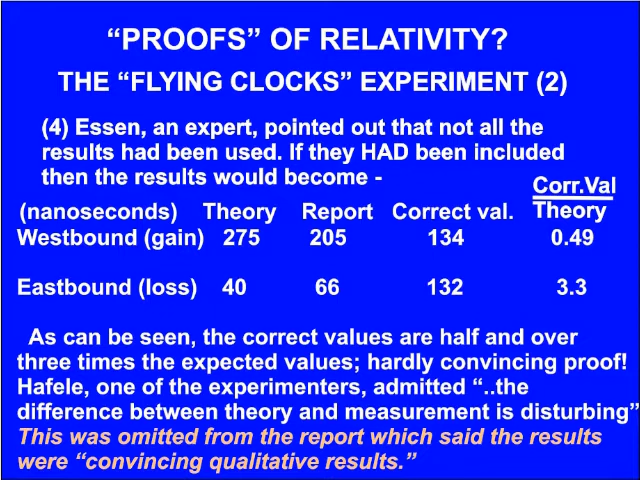 “PROOFS” OF RELATIVITY?
THE “FLYING CLOCKS” EXPERIMENT (2)
(4) Essen, an expert, pointed out that not all the
results had been used. If they HAD been included
then the results would become -
Corr.Val
(nanoseconds) Theory Report Correct val. Theory
Westbound (gain) 275 205 134 0.49
Eastbound (loss) 40 66 132 3.3
As can be seen, the correct values are half and over
three times the expected values; hardly convincing proof!
Hafele, one of the experimenters, admitted “..the
difference between theory and measurement is disturbing”
This was omitted from the report which said the results
were “convincing qualitative results.”